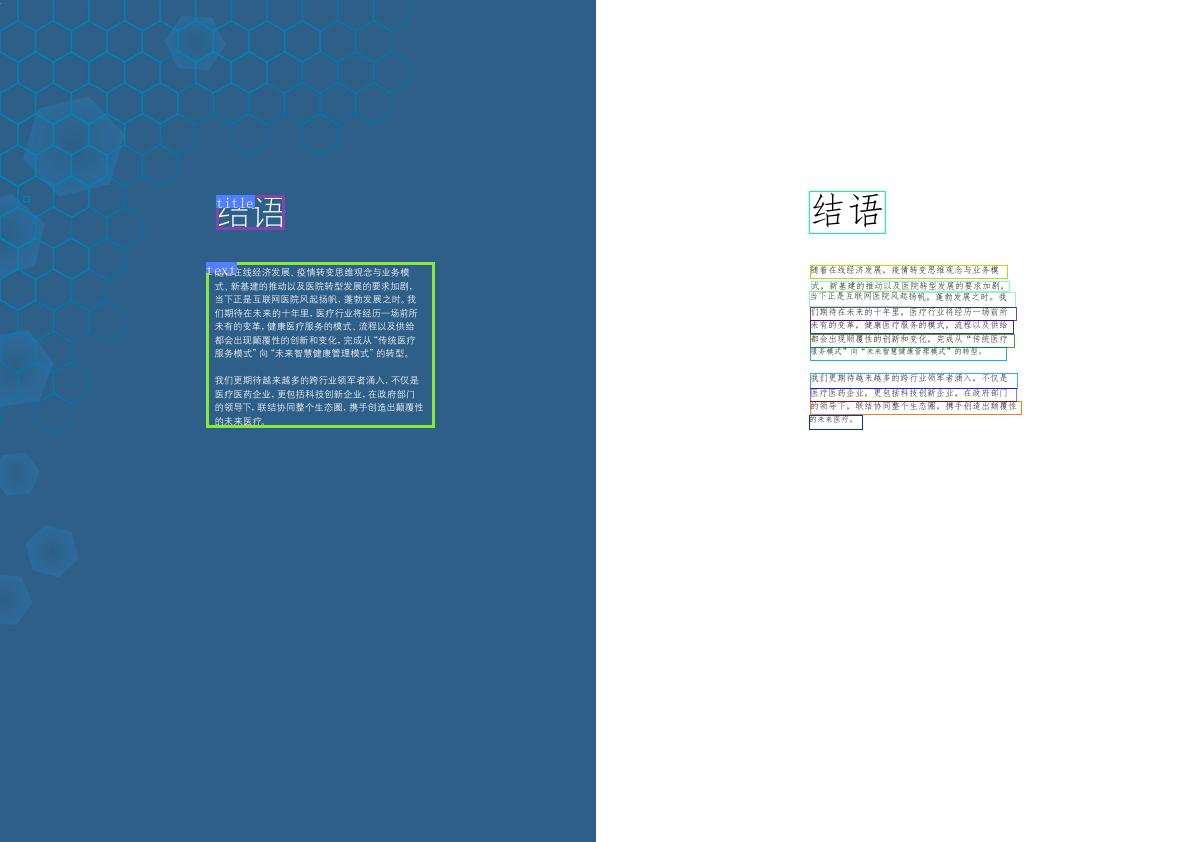 title
结语
text
随着在线经济发展、疫情转变思维观念与业务模
式、新基建的推动以及医院转型发展的要求加剧，
当下正是互联网医院风起扬帆，蓬勃发展之时。我
们期待在未来的十年里，医疗行业将经历一场前所
未有的变革，健康医疗服务的模式、流程以及供给
都会出现颠覆性的创新和变化，完成从“传统医疗
服务模式”向“未来智慧健康管理模式”的转型。
我们更期待越来越多的跨行业领军者涌入，不仅是
医疗医药企业，更包括科技创新企业，在政府部门
的领导下，联结协同整个生态圈，携手创造出颠覆性
的未来医疗。
结语
随着在线经济发展、疫情转变思维观念与业务模
式、新基建的推动以及医院转型发展的要求加剧，
当下正是互联网医院风起扬帆，蓬勃发展之时。我
们期待在未来的十年里，医疗行业将经历一场前所
未有的变革，健康医疗服务的模式，流程以及供给
都会出现颠覆性的创新和变化，完成从“传统医疗
服务模式”向“未来智慧健康管理模式”的转型。
我们更期待越来越多的跨行业领军者涌入，不仅是
医疗医药企业，更包括科技创新企业，在政府部门
的领导下，联结协同整个生态圈，携手创造出颠覆性
的未来医疗。